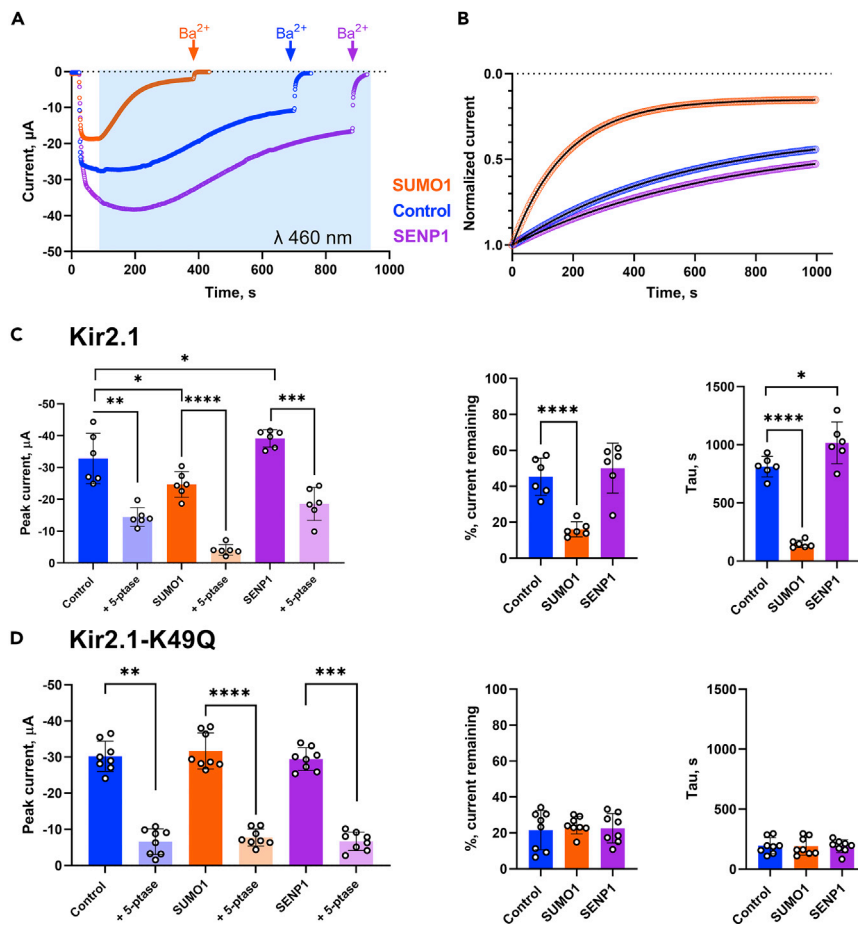 A
Ba2+
Ba2+
Ba2+
0
-10
-20
-30
-40
-50
Current, µA
0
200
400
600
800
1000
Time, s
λ 460 nm
SUMO1
Control
SENP1
B
0.0
0.5
1.0
Normalized current
0
200
400
600
800
1000
Time, s
C
Kir2.1
-50
-40
-30
-20
-10
0
Peak current, µA
*
*
**
****
***
Control
+ 5-ptase
SUMO1
+ 5-ptase
SENP1
+ 5-ptase
100
80
60
40
20
0
%, current remaining
****
Control
SUMO1
SENP1
1500
1000
500
0
Tau, s
*
****
Control
SUMO1
SENP1
D
Kir2.1-K49Q
-50
-40
-30
-20
-10
0
Peak current, µA
**
****
***
Control
+ 5-ptase
SUMO1
+ 5-ptase
SENP1
+ 5-ptase
100
80
60
40
20
0
%, current remaining
Control
SUMO1
SENP1
1500
1000
500
0
Tau, s
Control
SUMO1
SENP1